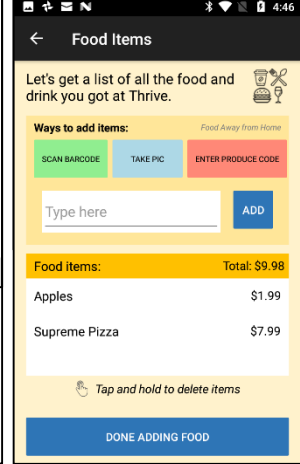 4:46
Food Items
Let's get a list of all the food and
drink you got at Thrive.
Ways to add items:
Food Away from Home
SCAN BARCODE
TAKE PIC
ENTER PRODUCE CODE
Type here
ADD
Food items:
Total: $9.98
Apples
$1.99
Supreme Pizza
$7.99
Tap and hold to delete items
DONE ADDING FOOD